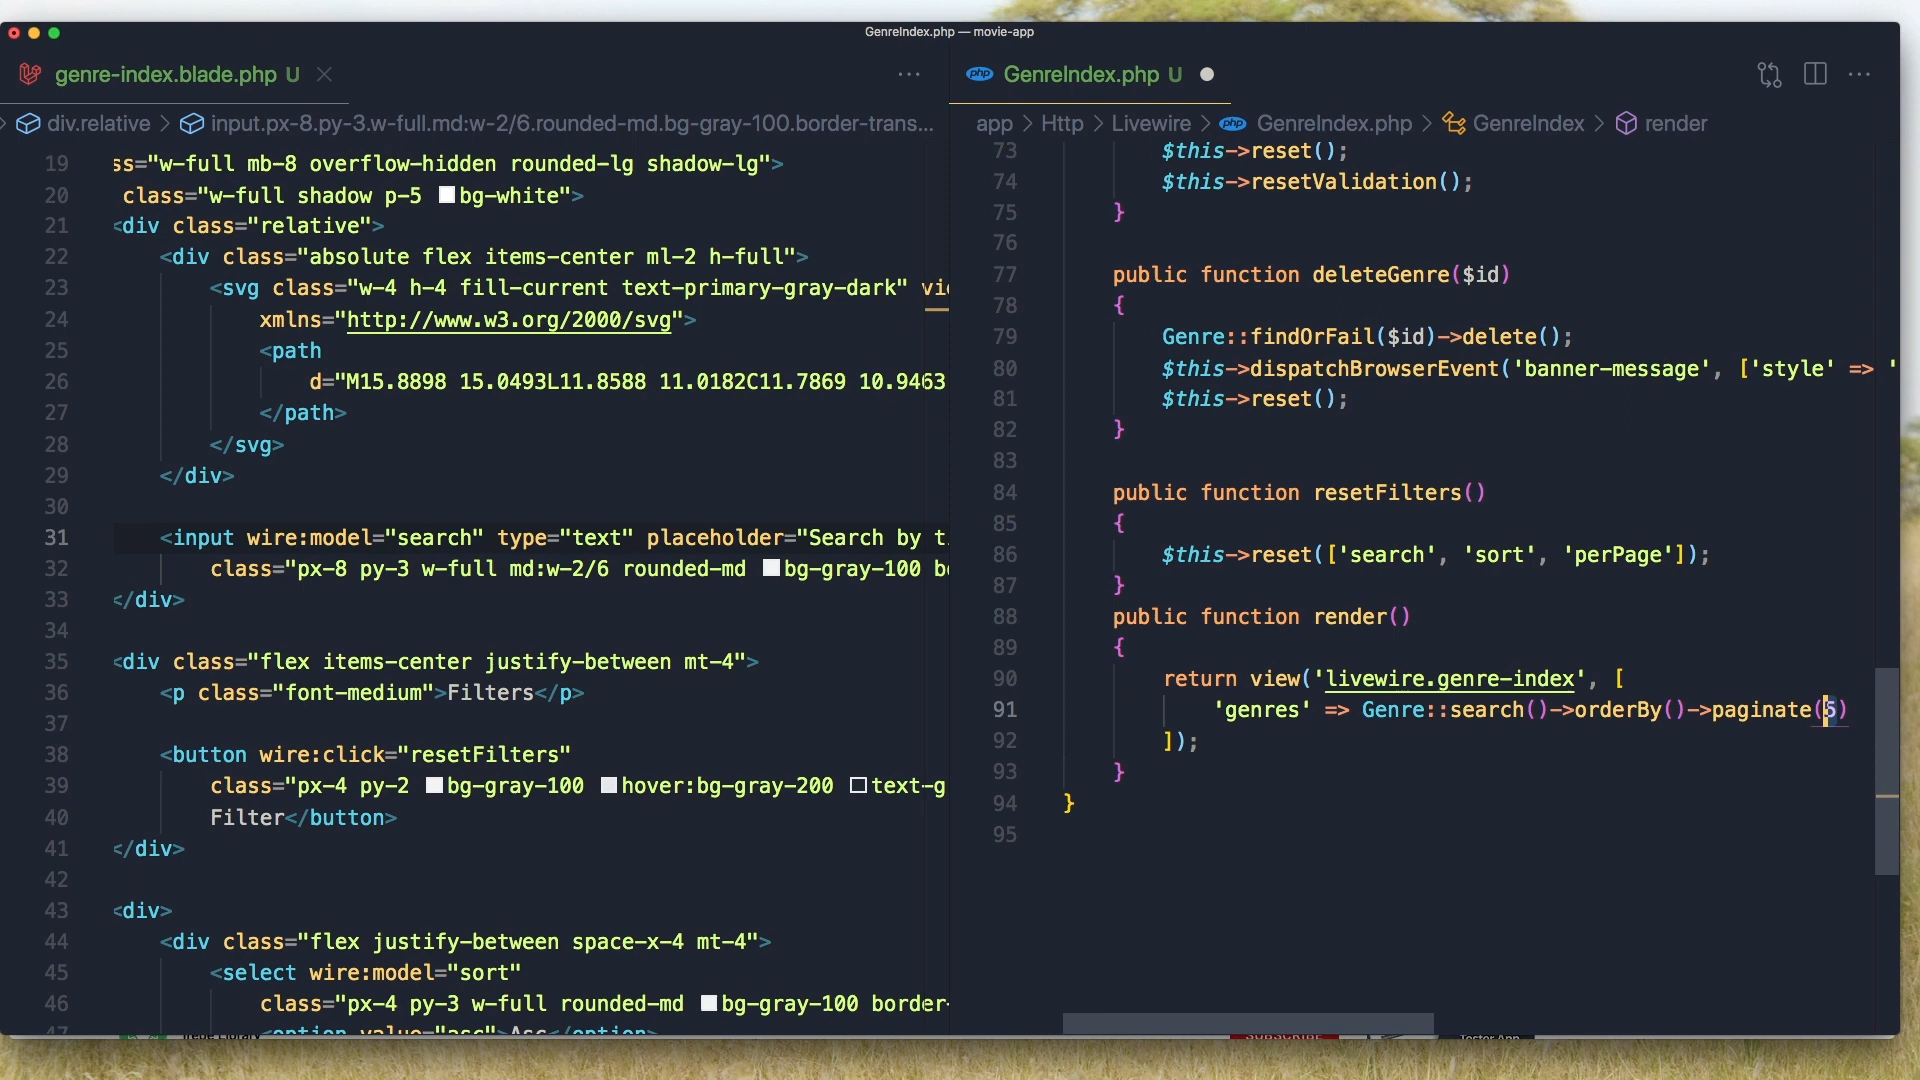 GenreIndex.php — movie-app
genre-index.blade.php U
div.relative > input.px-8.py-3.w-full.md:w-2/6.rounded-md.bg-gray-100.border-trans...
19 ss="w-full mb-8 overflow-hidden rounded-lg shadow-lg">
20 class="w-full shadow p-5 bg-white">
21 <div class="relative">
22 <div class="absolute flex items-center ml-2 h-full">
23 <svg class="w-4 h-4 fill-current text-primary-gray-dark" vi
24 xmlns="http://www.w3.org/2000/svg">
25 <path
26 d="M15.8898 15.0493L11.8588 11.0182C11.7869 10.9463
27 </path>
28 </svg>
29 </div>
30
31 <input wire:model="search" type="text" placeholder="Search by t
32 class="px-8 py-3 w-full md:w-2/6 rounded-md bg-gray-100 b
33 </div>
34
35 <div class="flex items-center justify-between mt-4">
36 <p class="font-medium">Filters</p>
37
38 <button wire:click="resetFilters"
39 class="px-4 py-2 bg-gray-100 hover:bg-gray-200 text-g
40 Filter</button>
41 </div>
42
43 <div>
44 <div class="flex justify-between space-x-4 mt-4">
45 <select wire:model="sort"
46 class="px-4 py-3 w-full rounded-md bg-gray-100 border-
47 <option value="asc">Asc</option>
GenreIndex.php U
app > Http > Livewire > GenreIndex.php > GenreIndex > render
73 $this->reset();
74 $this->resetValidation();
75 }
76
77 public function deleteGenre($id)
78 {
79 Genre::findOrFail($id)->delete();
80 $this->dispatchBrowserEvent('banner-message', ['style' => '
81 $this->reset();
82 }
83
84 public function resetFilters()
85 {
86 $this->reset(['search', 'sort', 'perPage']);
87 }
88 public function render()
89 {
90 return view('livewire.genre-index', [
91 'genres' => Genre::search()->orderBy()->paginate(5)
92 ]);
93 }
94 }
95
SUBSCRIBE
Tester App